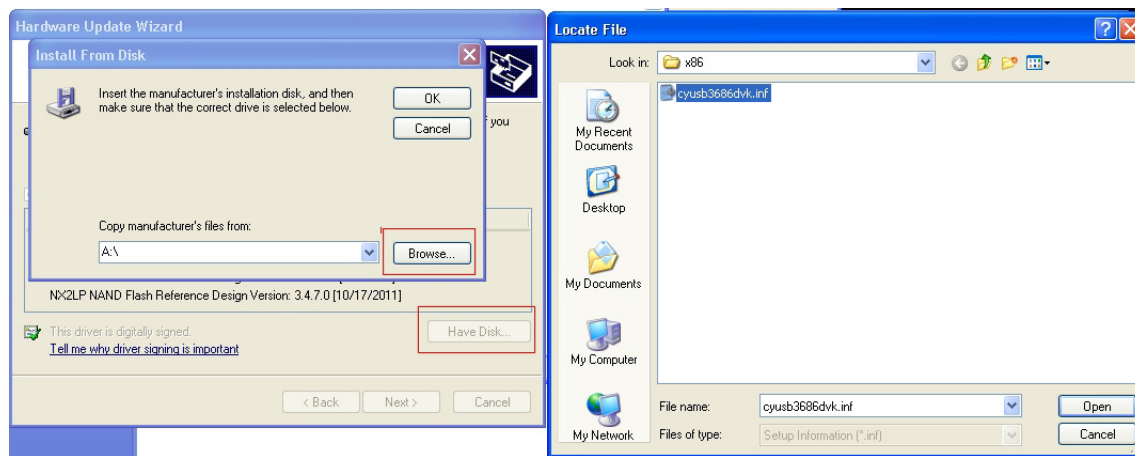 Hardware Update Wizard
Install From Disk
Insert the manufacturer's installation disk, and then
make sure that the correct drive is selected below.
OK
Cancel
you
Copy manufacturer's files from:
A:\
Browse...
NX2LP NAND Flash Reference Design Version: 3.4.7.0 [10/17/2011]
This driver is digitally signed.
Tell me why driver signing is important
Have Disk...
< Back
Next >
Cancel
Locate File
Look in:
x86
cyusb3686dvk.inf
My Recent
Documents
Desktop
My Documents
My Computer
My Network
File name:
cyusb3686dvk.inf
Open
Files of type:
Setup Information (*.inf)
Cancel